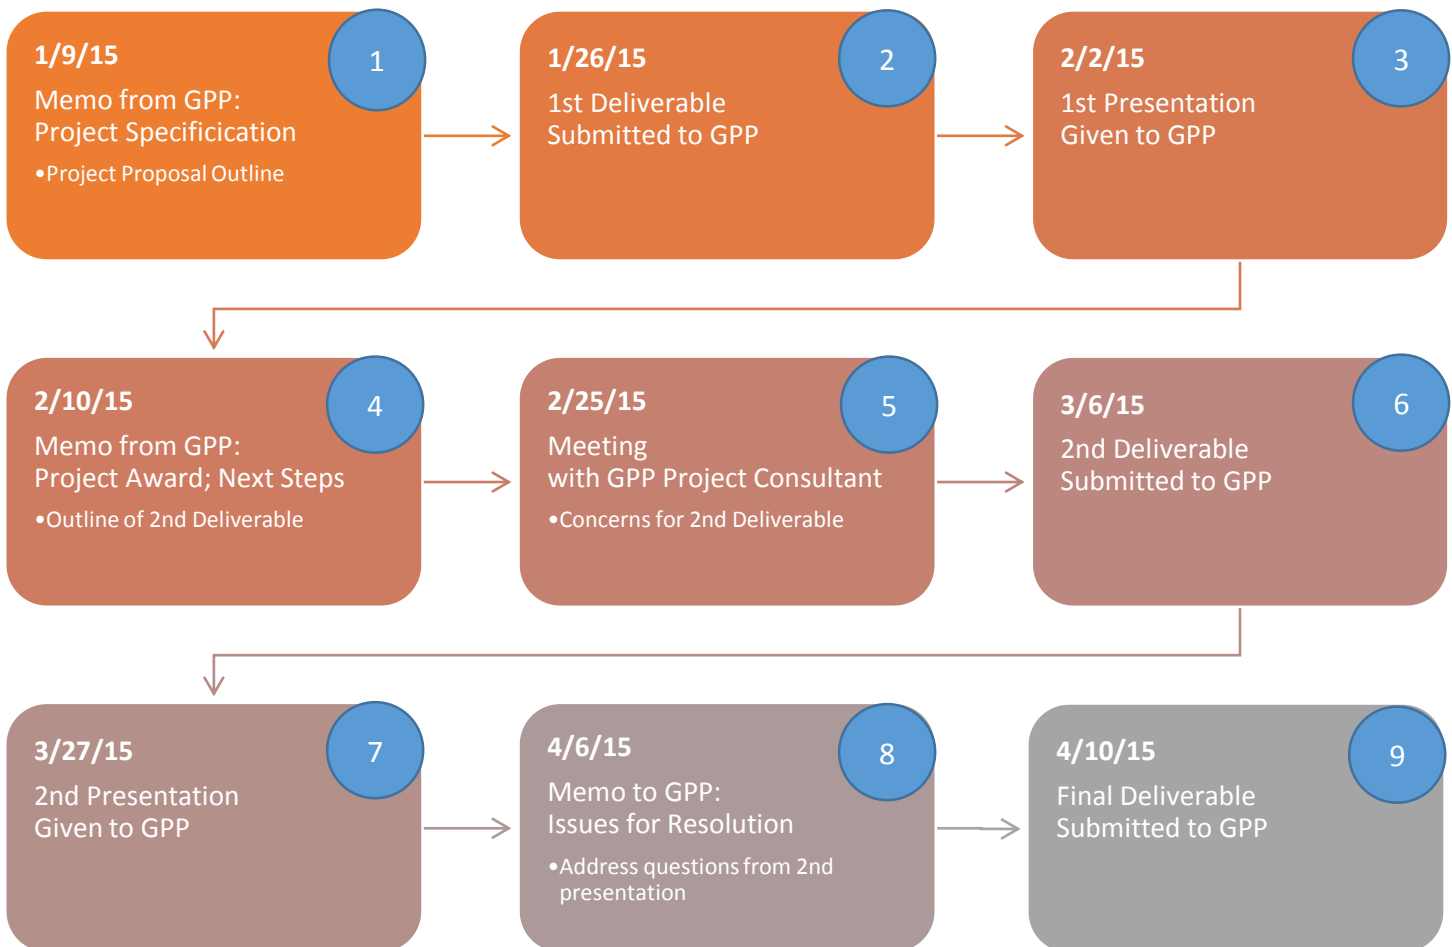 1/9/15
1
Memo from GPP:
Project Specificication
•Project Proposal Outline
1/26/15
2
1st Deliverable
Submitted to GPP
2/2/15
3
1st Presentation
Given to GPP
2/10/15
4
Memo from GPP:
Project Award; Next Steps
•Outline of 2nd Deliverable
2/25/15
5
Meeting
with GPP Project Consultant
•Concerns for 2nd Deliverable
3/6/15
6
2nd Deliverable
Submitted to GPP
3/27/15
7
2nd Presentation
Given to GPP
4/6/15
8
Memo to GPP:
Issues for Resolution
•Address questions from 2nd
presentation
4/10/15
9
Final Deliverable
Submitted to GPP